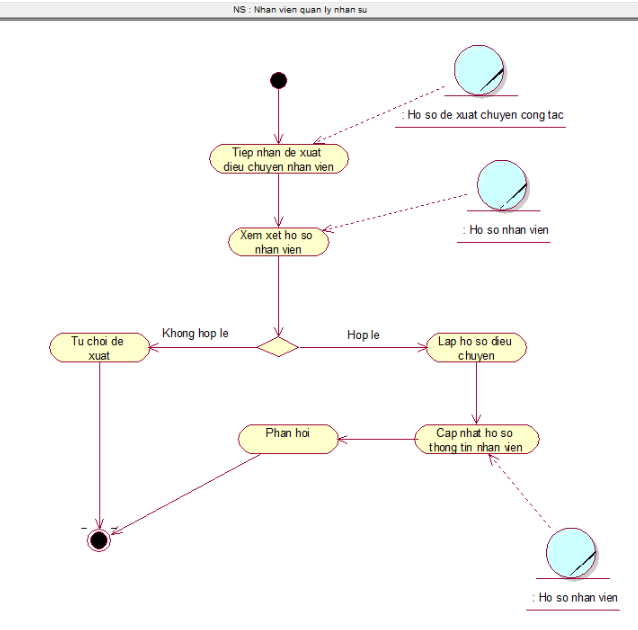 NS : Nhan vien quan ly nhan su
: Ho so de xuat chuyen cong tac
Tiep nhan de xuat
dieu chuyen nhan vien
: Ho so nhan vien
Xem xet ho so
nhan vien
Khong hop le
Hop le
Tu choi de
xuat
Lap ho so dieu
chuyen
Phan hoi
Cap nhat ho so
thong tin nhan vien
: Ho so nhan vien